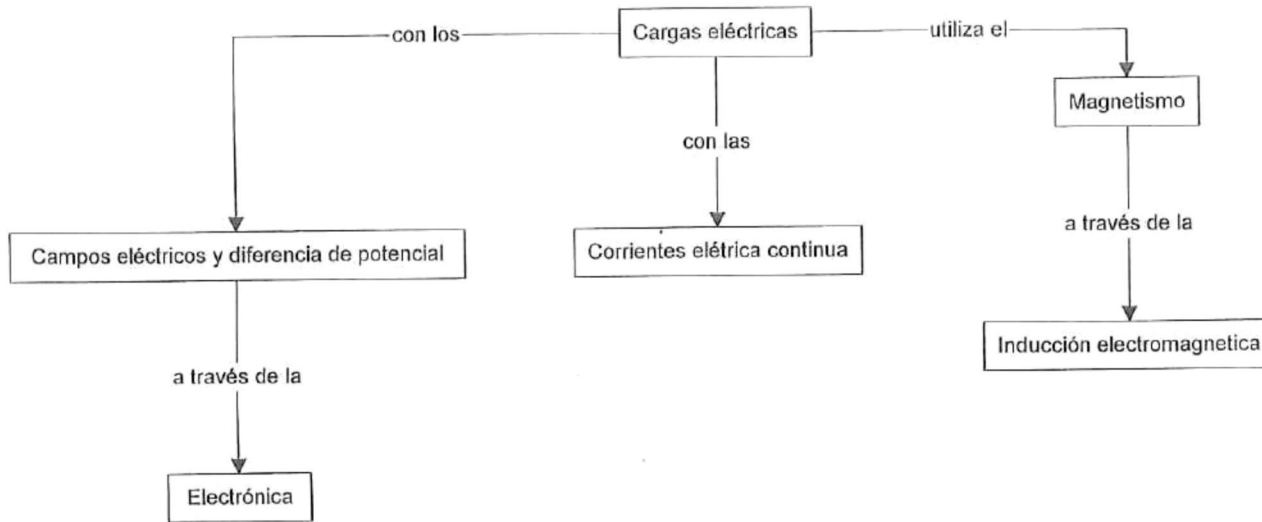 con los
Cargas eléctricas
utiliza el
Magnetismo
con las
a través de la
Campos eléctricos y diferencia de potencial
Corrientes elétrica continua
Inducción electromagnetica
a través de la
Electrónica